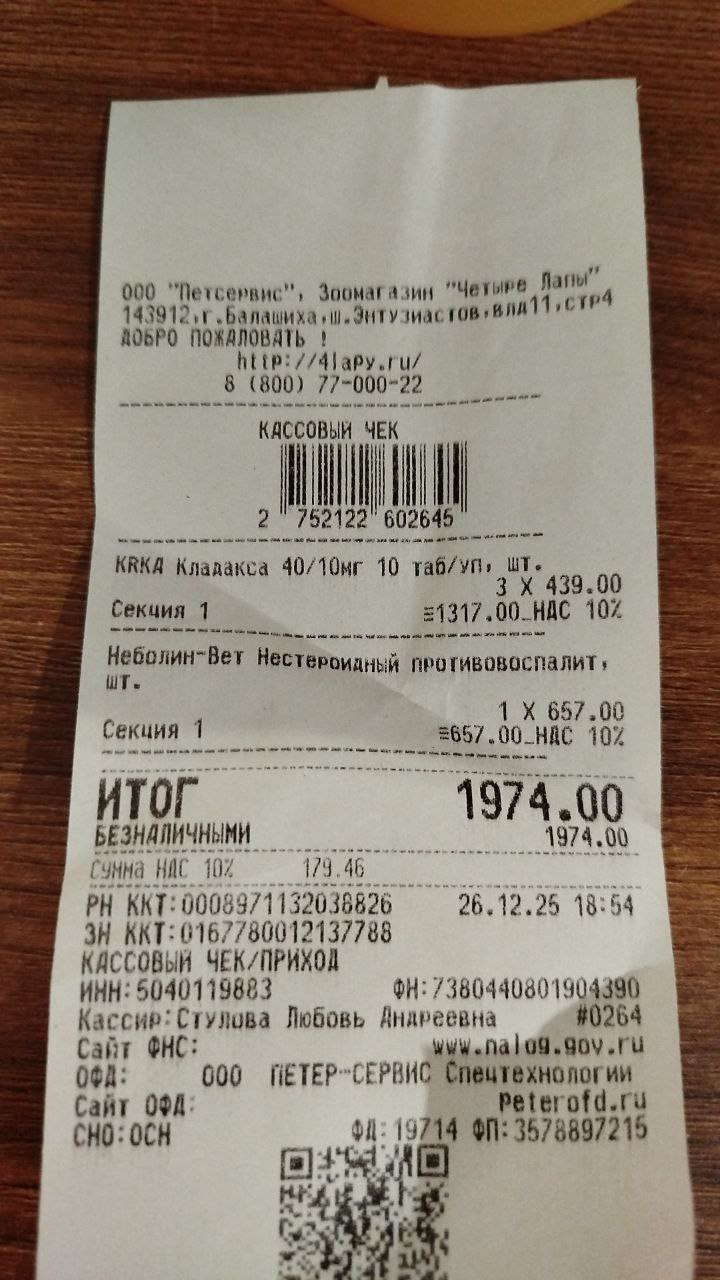 ООО "Петсервис", Зоомагазин "Четыре Лапы"
143912,г.Балашиха,ш.Энтузиастов,влд11,стр4
ДОБРО ПОЖАЛОВАТЬ !
http://4lapy.ru/
8 (800) 77-000-22
КАССОВЫЙ ЧЕК
2 752122 602645
KRKA Кладакса 40/10мг 10 таб/уп, шт.
3 X 439.00
Секция 1 ≡1317.00_НДС 10%
Неболин-Вет Нестероидный противовоспалит,
шт.
1 X 657.00
Секция 1 ≡657.00_НДС 10%
ИТОГ 1974.00
БЕЗНАЛИЧНЫМИ 1974.00
Сумма НДС 10% 179.46
РН ККТ:0008971132038826 26.12.25 18:54
ЗН ККТ:0167780012137788
КАССОВЫЙ ЧЕК/ПРИХОД
ИНН:5040119883 ФН:7380440801904390
Кассир:Стулова Любовь Андреевна #0264
Сайт ФНС: www.nalog.gov.ru
ОФД: ООО ПЕТЕР-СЕРВИС Спецтехнологии
Сайт ОФД: peterofd.ru
СНО:ОСН ФД:19714 ФП:3578897215